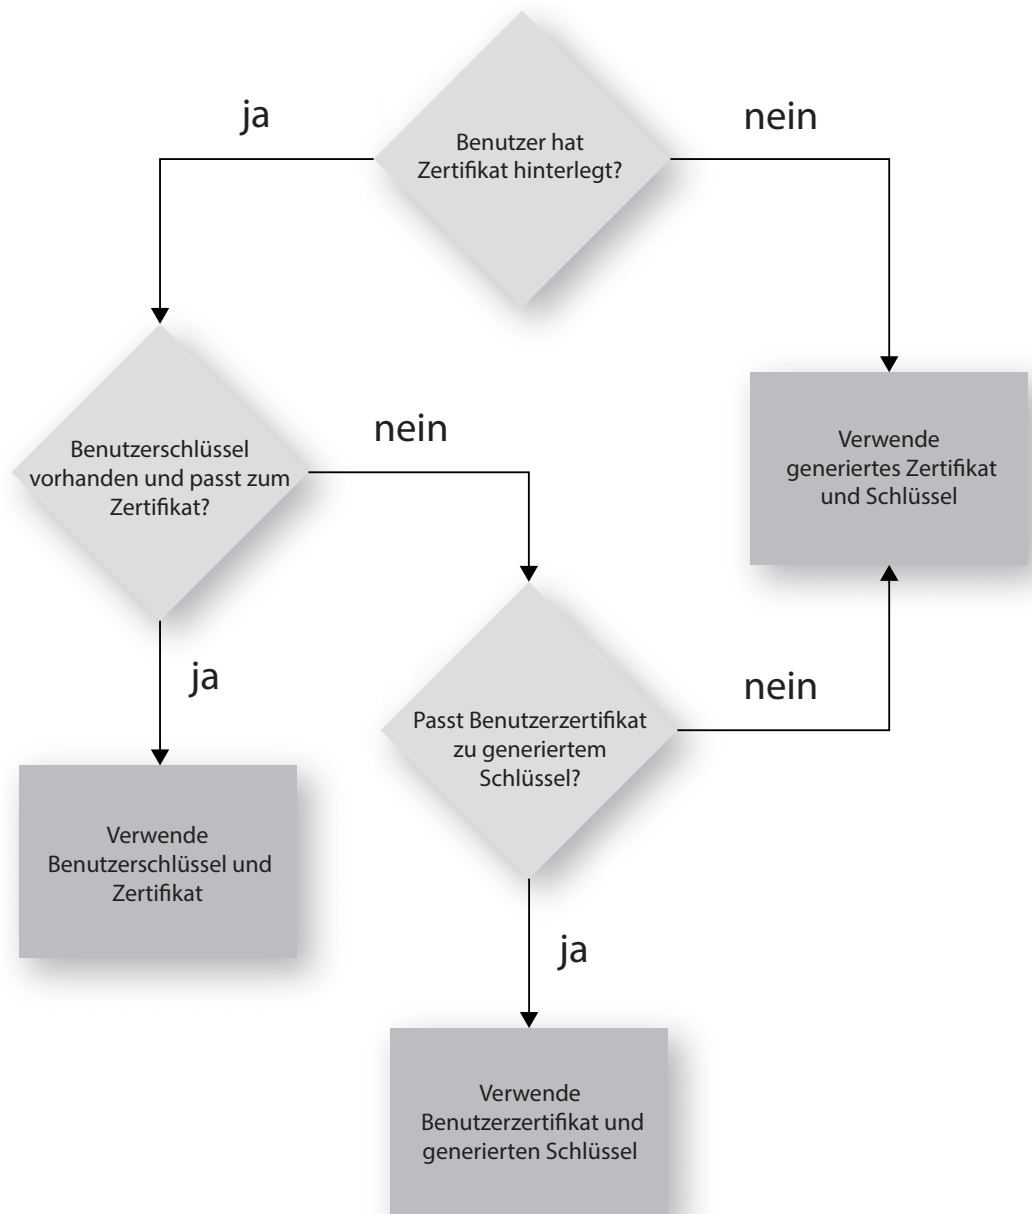 ja
nein
Benutzer hat
Zertifikat hinterlegt?
nein
Benutzerschlüssel
vorhanden und passt zum
Zertifikat?
Verwende
generiertes Zertifikat
und Schlüssel
ja
nein
Passt Benutzerzertifikat
zu generiertem
Schlüssel?
Verwende
Benutzerschlüssel und
Zertifikat
ja
Verwende
Benutzerzertifikat und
generierten Schlüssel